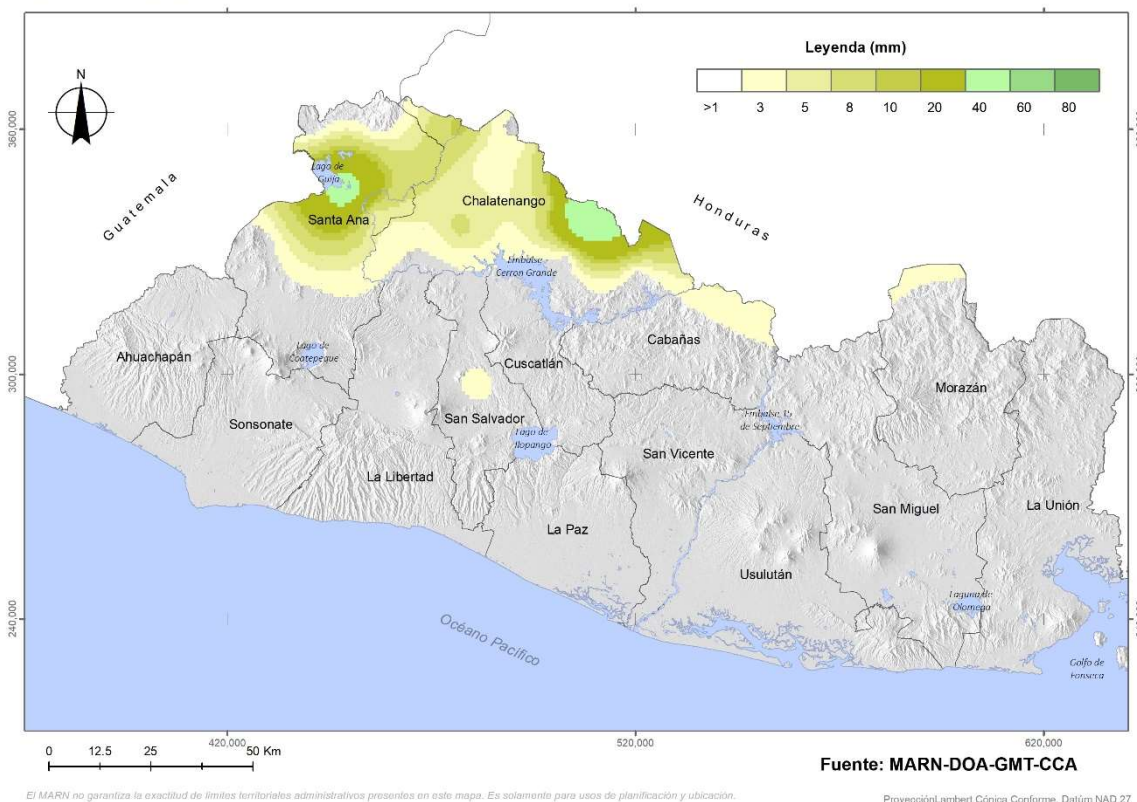 Leyenda (mm)
>1 3 5 8 10 20 40 60 80
N
360,000
Guatemala
Lago de
Guija
Santa Ana
Chalatenango
Honduras
Embalse
Cerron Grande
Ahuachapán
Lago de
Coatepeque
Cuscatlán
Cabañas
Morazán
300,000
Sonsonate
San Salvador
Lago de
Ilopango
Embalse 15
de Septiembre
San Vicente
La Libertad
La Paz
San Miguel
La Unión
Usulután
Laguna de
Olomega
240,000
Océano Pacífico
Golfo de
Fonseca
420,000 520,000 620,000
0 12.5 25 50 Km
Fuente: MARN-DOA-GMT-CCA
El MARN no garantiza la exactitud de límites territoriales administrativos presentes en este mapa. Es solamente para usos de planificación y ubicación.
ProyecciónLambert Cónica Conforme, Datúm NAD 27